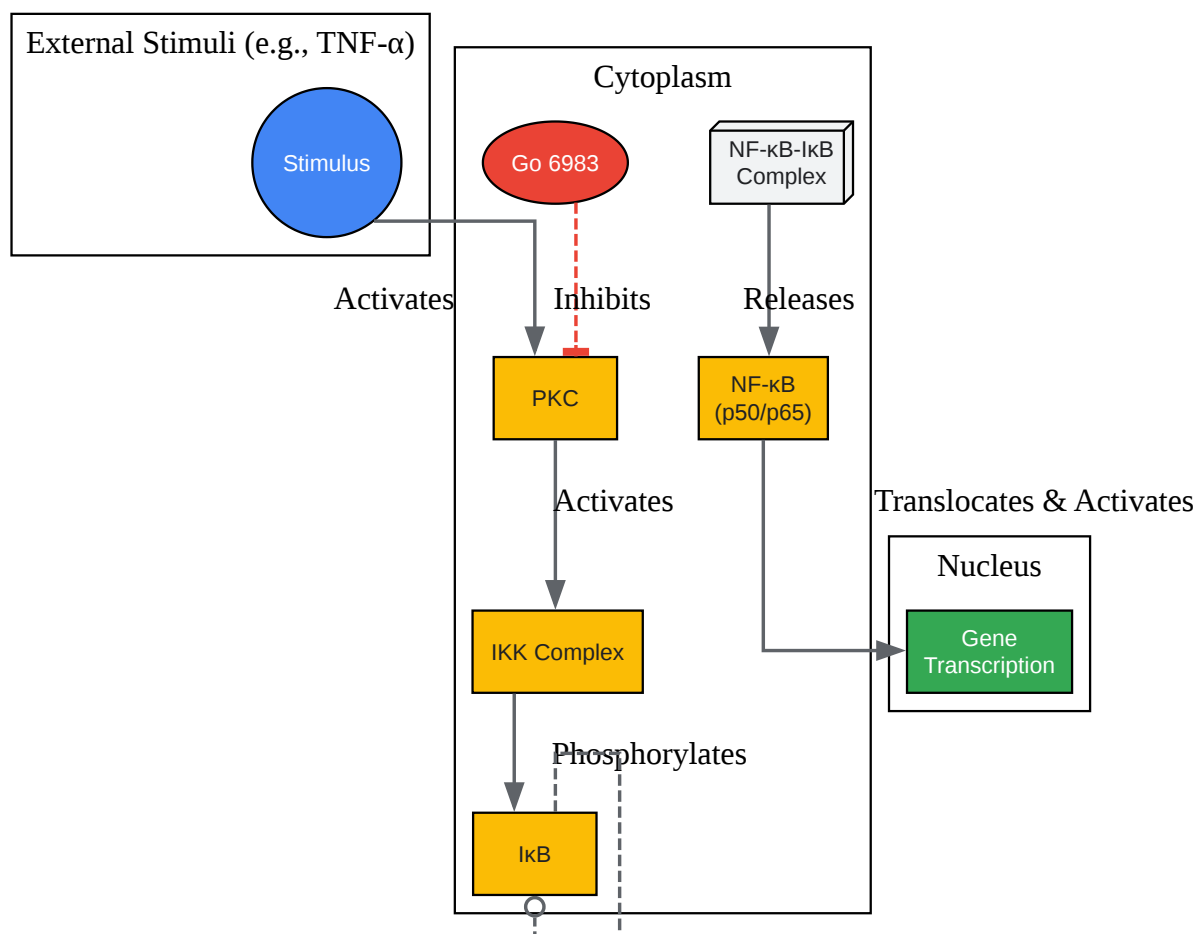 External Stimuli (e.g., TNF-α)
Cytoplasm
Stimulus
Go 6983
NF-κB-IκB
Complex
Activates
Inhibits
Releases
PKC
NF-κB
(p50/p65)
Activates
Translocates & Activates
Nucleus
IKK Complex
Gene
Transcription
Phosphorylates
IκB